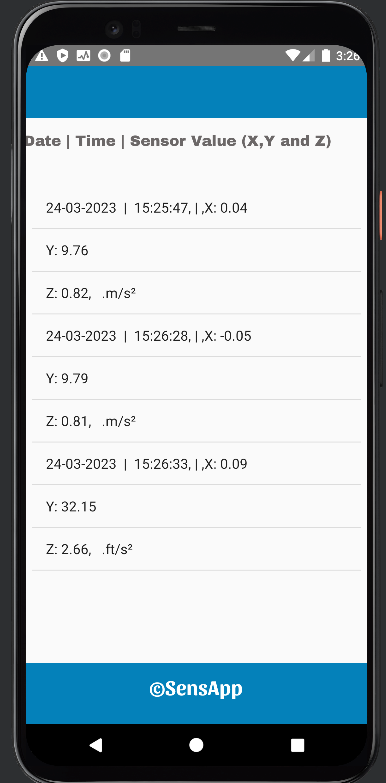 3:26
Date | Time | Sensor Value (X,Y and Z)
24-03-2023 | 15:25:47, | ,X: 0.04
Y: 9.76
Z: 0.82, .m/s²
24-03-2023 | 15:26:28, | ,X: -0.05
Y: 9.79
Z: 0.81, .m/s²
24-03-2023 | 15:26:33, | ,X: 0.09
Y: 32.15
Z: 2.66, .ft/s²
©SensApp